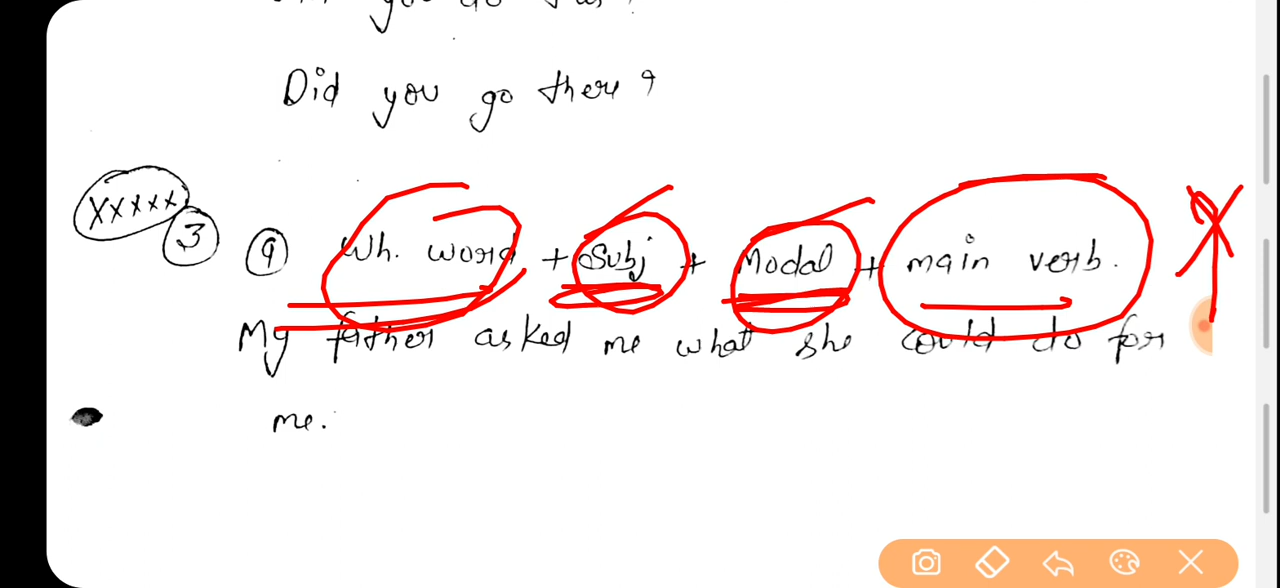 Did you go there ?
xxxxx
3 9 Wh. word + Subj + Modal + main verb.
My father asked me what she could do for
me.